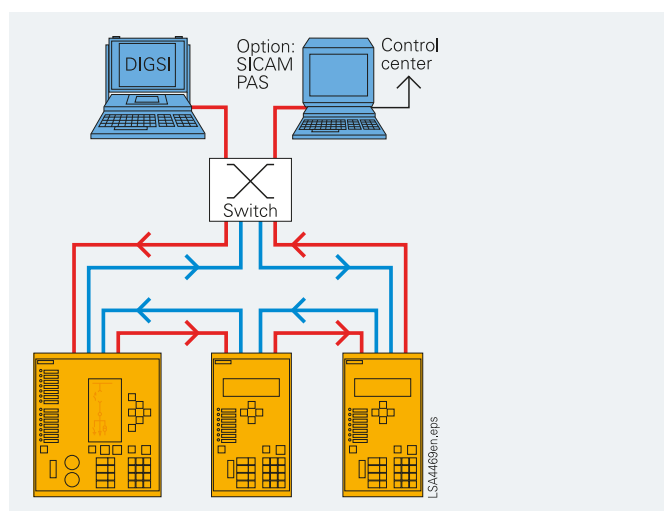 DIGSI
Option:
SICAM
PAS
Control
center
Switch
LSA4469en.eps